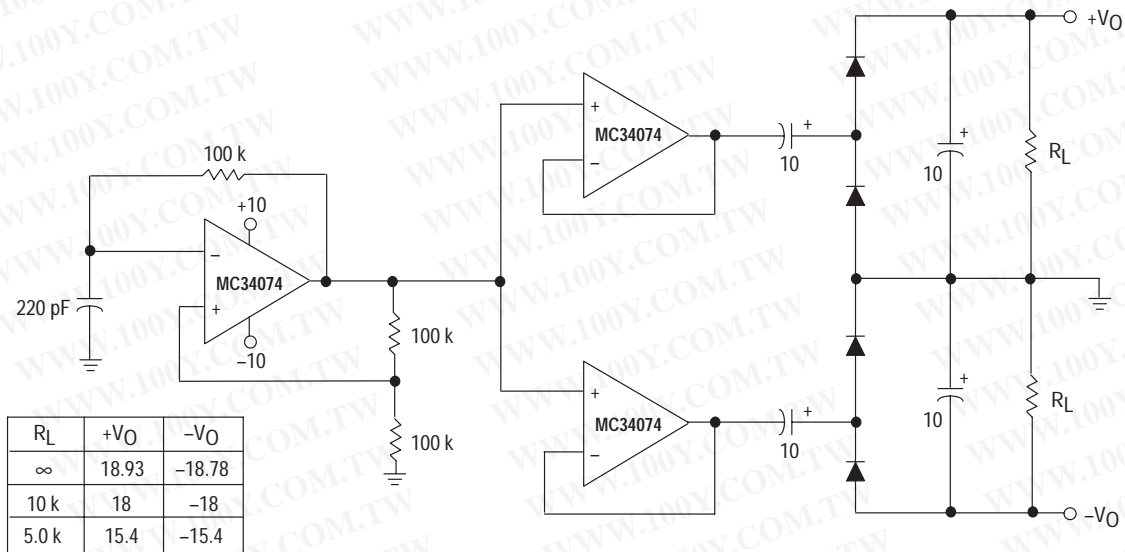 +VO
+
MC34074
−
+
10
100 k
+
10
RL
+10
−
MC34074
+
−10
220 pF
100 k
100 k
+
MC34074
−
+
10
+
10
RL
−VO
RL +VO −VO
∞ 18.93 −18.78
10 k 18 −18
5.0 k 15.4 −15.4
WWW.100Y.COM.TW